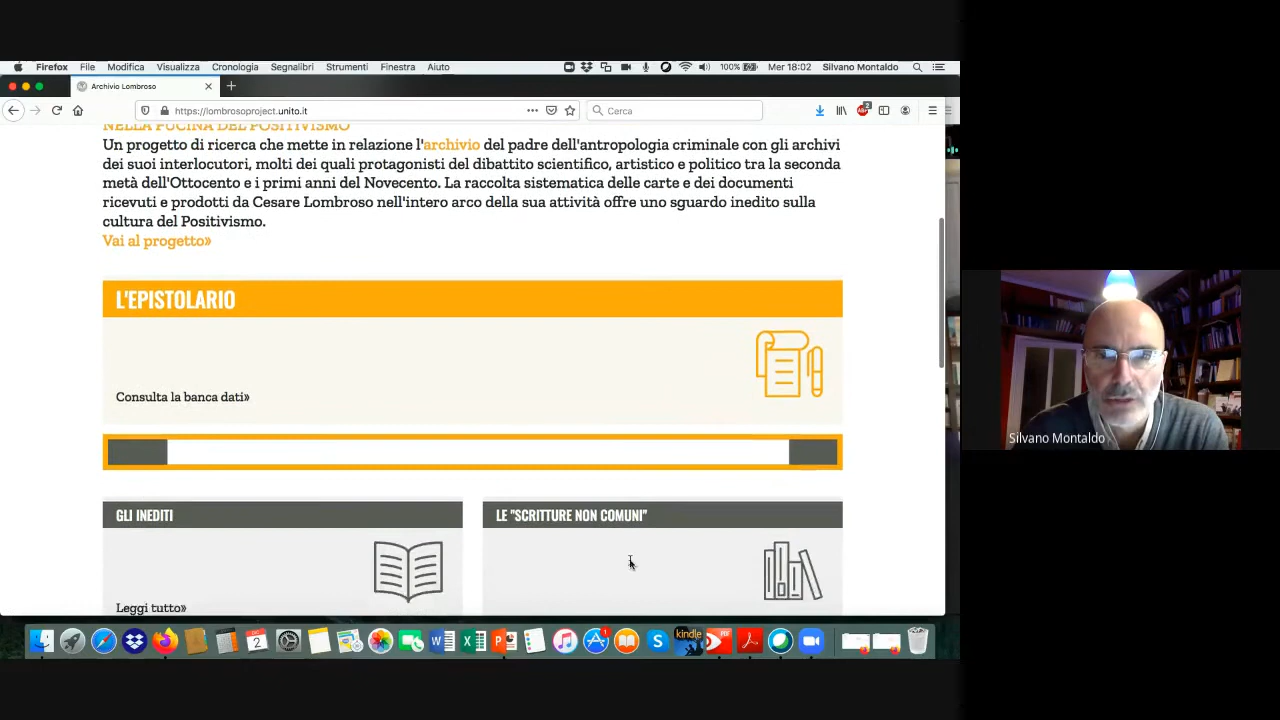 Firefox File Modifica Visualizza Cronologia Segnalibri Strumenti Finestra Aiuto 100% Mer 18:02 Silvano Montaldo
Archivio Lombroso
https://lombrosoproject.unito.it Cerca
NELLA FUCINA DEL POSITIVISMO
Un progetto di ricerca che mette in relazione l'archivio del padre dell'antropologia criminale con gli archivi
dei suoi interlocutori, molti dei quali protagonisti del dibattito scientifico, artistico e politico tra la seconda
metà dell'Ottocento e i primi anni del Novecento. La raccolta sistematica delle carte e dei documenti
ricevuti e prodotti da Cesare Lombroso nell'intero arco della sua attività offre uno sguardo inedito sulla
cultura del Positivismo.
Vai al progetto»
L'EPISTOLARIO
Consulta la banca dati»
GLI INEDITI
LE "SCRITTURE NON COMUNI"
Leggi tutto»
Silvano Montaldo
kindle
2